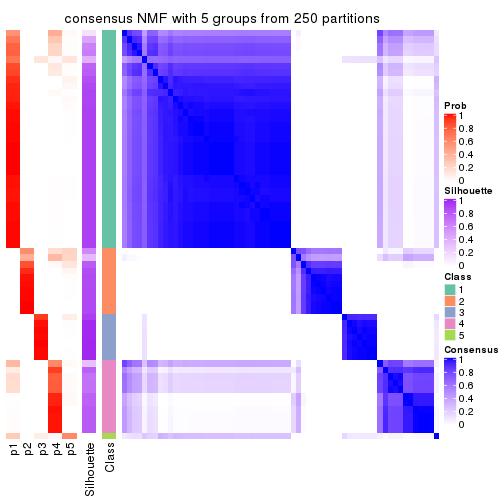 consensus NMF with 5 groups from 250 partitions
Prob
1
0.8
0.6
0.4
0.2
0
Silhouette
1
0.8
0.6
0.4
0.2
0
Class
1
2
3
4
5
Consensus
1
0.8
0.6
0.4
0.2
0
p1
p2
p3
p4
p5
Silhouette
Class